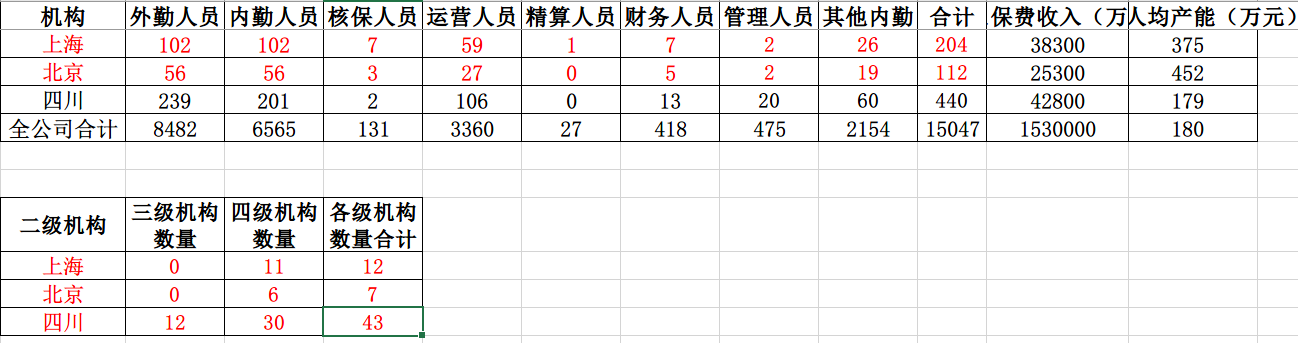 机构 外勤人员 内勤人员 核保人员 运营人员 精算人员 财务人员 管理人员 其他内勤 合计 保费收入（万 人均产能（万元）
上海 102 102 7 59 1 7 2 26 204 38300 375
北京 56 56 3 27 0 5 2 19 112 25300 452
四川 239 201 2 106 0 13 20 60 440 42800 179
全公司合计 8482 6565 131 3360 27 418 475 2154 15047 1530000 180
二级机构 三级机构数量 四级机构数量 各级机构数量合计
上海 0 11 12
北京 0 6 7
四川 12 30 43